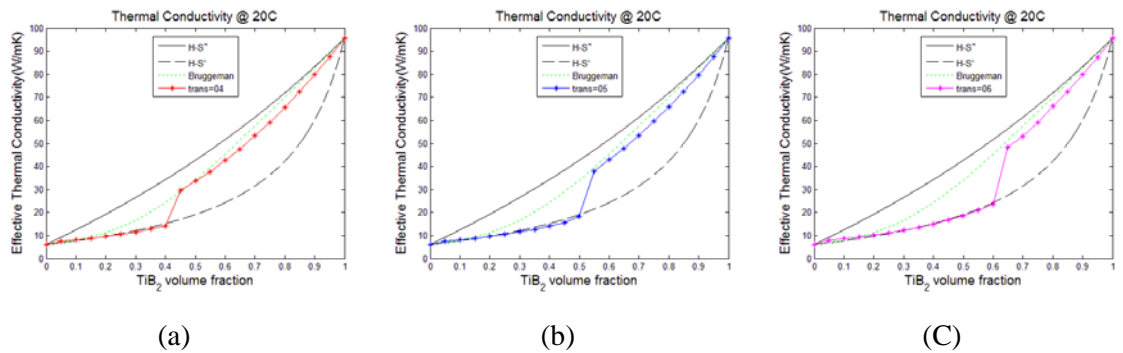 Thermal Conductivity @ 20C
Effective Thermal Conductivity(W/mK)
100
90
80
70
60
50
40
30
20
10
0
H-S⁺
H-S⁻
Bruggeman
trans=04
0 0.1 0.2 0.3 0.4 0.5 0.6 0.7 0.8 0.9 1
TiB₂ volume fraction
(a)
Thermal Conductivity @ 20C
Effective Thermal Conductivity(W/mK)
100
90
80
70
60
50
40
30
20
10
0
H-S⁺
H-S⁻
Bruggeman
trans=05
0 0.1 0.2 0.3 0.4 0.5 0.6 0.7 0.8 0.9 1
TiB₂ volume fraction
(b)
Thermal Conductivity @ 20C
Effective Thermal Conductivity(W/mK)
100
90
80
70
60
50
40
30
20
10
0
H-S⁺
H-S⁻
Bruggeman
trans=06
0 0.1 0.2 0.3 0.4 0.5 0.6 0.7 0.8 0.9 1
TiB₂ volume fraction
(C)